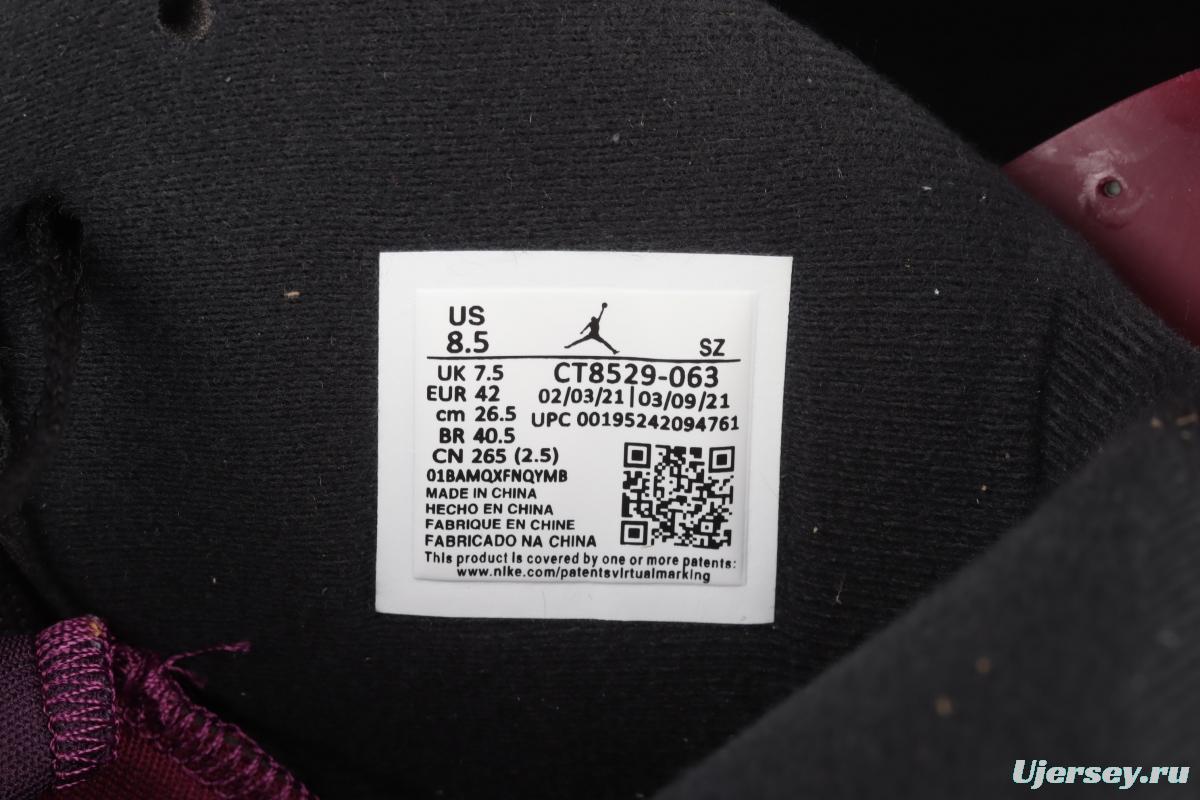 US
8.5
SZ
UK 7.5
EUR 42
cm 26.5
BR 40.5
CN 265 (2.5)
CT8529-063
02/03/21|03/09/21
UPC 00195242094761
01BAMQXFNQYMB
MADE IN CHINA
HECHO EN CHINA
FABRIQUE EN CHINE
FABRICADO NA CHINA
This product is covered by one or more patents:
www.nike.com/patentsvirtualmarking
Ujersey.ru